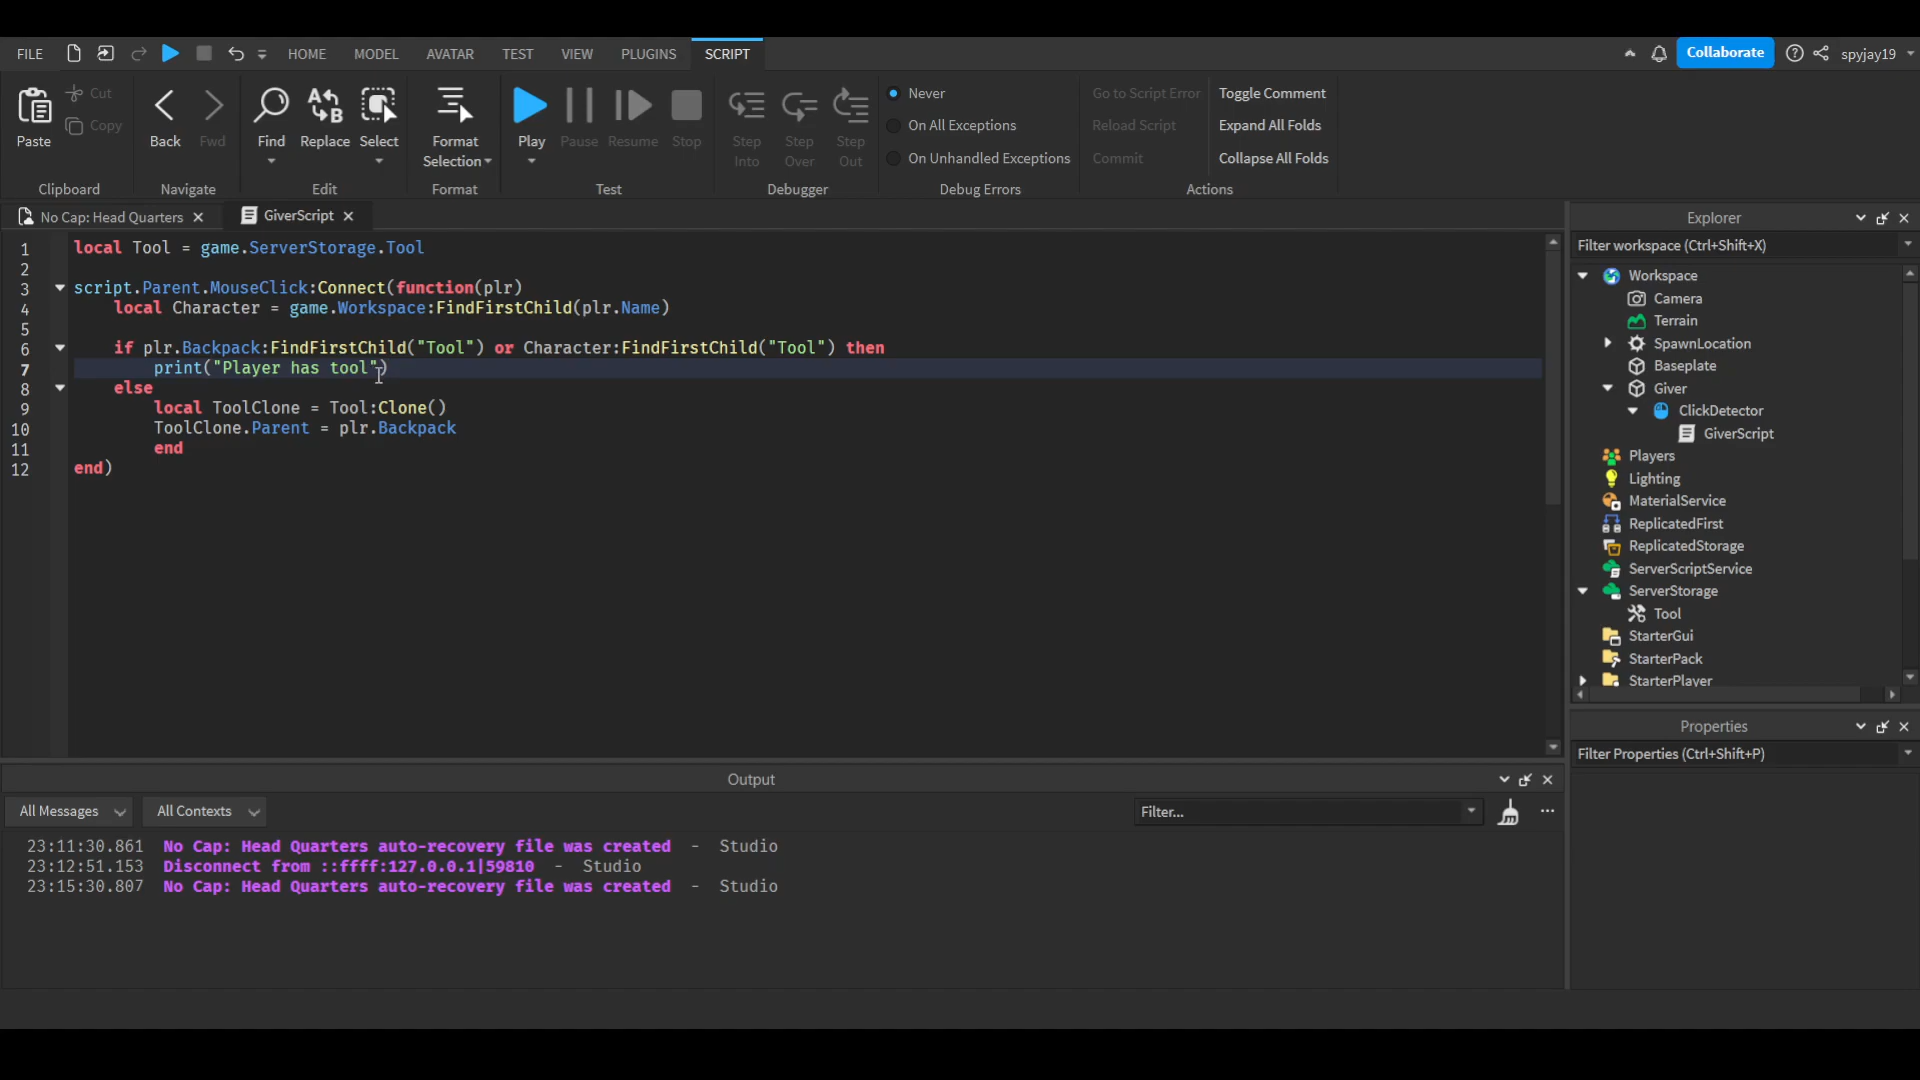 FILE HOME MODEL AVATAR TEST VIEW PLUGINS SCRIPT Collaborate spyjay19
Paste Cut Copy Back Fwd Find Replace Select Format Selection Play Pause Resume Stop Step Into Step Over Step Out
Never
On All Exceptions
On Unhandled Exceptions
Go to Script Error
Reload Script
Commit
Toggle Comment
Expand All Folds
Collapse All Folds
Clipboard Navigate Edit Format Test Debugger Debug Errors Actions
No Cap: Head Quarters GiverScript
1 local Tool = game.ServerStorage.Tool
2
3 script.Parent.MouseClick:Connect(function(plr)
4 local Character = game.Workspace:FindFirstChild(plr.Name)
5
6 if plr.Backpack:FindFirstChild("Tool") or Character:FindFirstChild("Tool") then
7 print("Player has tool")
8 else
9 local ToolClone = Tool:Clone()
10 ToolClone.Parent = plr.Backpack
11 end
12 end)
Explorer
Filter workspace (Ctrl+Shift+X)
Workspace
Camera
Terrain
SpawnLocation
Baseplate
Giver
ClickDetector
GiverScript
Players
Lighting
MaterialService
ReplicatedFirst
ReplicatedStorage
ServerScriptService
ServerStorage
Tool
StarterGui
StarterPack
StarterPlayer
Properties
Filter Properties (Ctrl+Shift+P)
Output
All Messages All Contexts Filter...
23:11:30.861 No Cap: Head Quarters auto-recovery file was created - Studio
23:12:51.153 Disconnect from ::ffff:127.0.0.1|59810 - Studio
23:15:30.807 No Cap: Head Quarters auto-recovery file was created - Studio